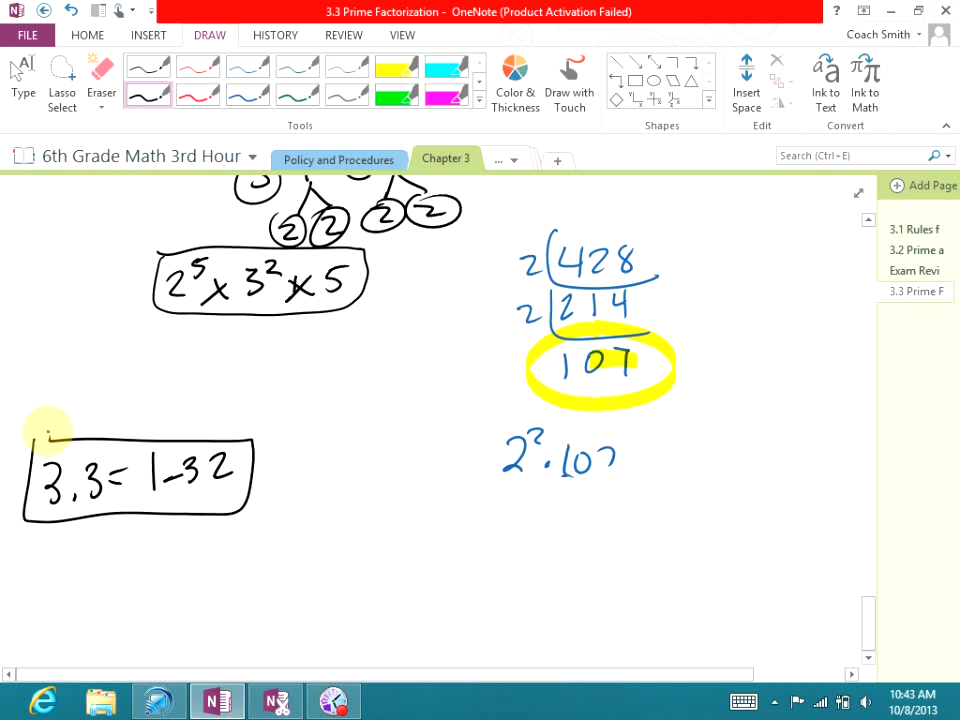 3.3 Prime Factorization - OneNote (Product Activation Failed)
FILE HOME INSERT DRAW HISTORY REVIEW VIEW
Coach Smith
Type
Lasso Select
Eraser
Color & Thickness
Draw with Touch
Insert Space
Ink to Text
Ink to Math
Tools Shapes Edit Convert
6th Grade Math 3rd Hour
Policy and Procedures
Chapter 3
...
Search (Ctrl+E)
Add Page
3.1 Rules f
3.2 Prime a
Exam Revi
3.3 Prime F
2 2 2 2
2⁵ x 3² x 5
2 428
2 214
107
2² · 10
3.3 = 1-32
10:43 AM
10/8/2013